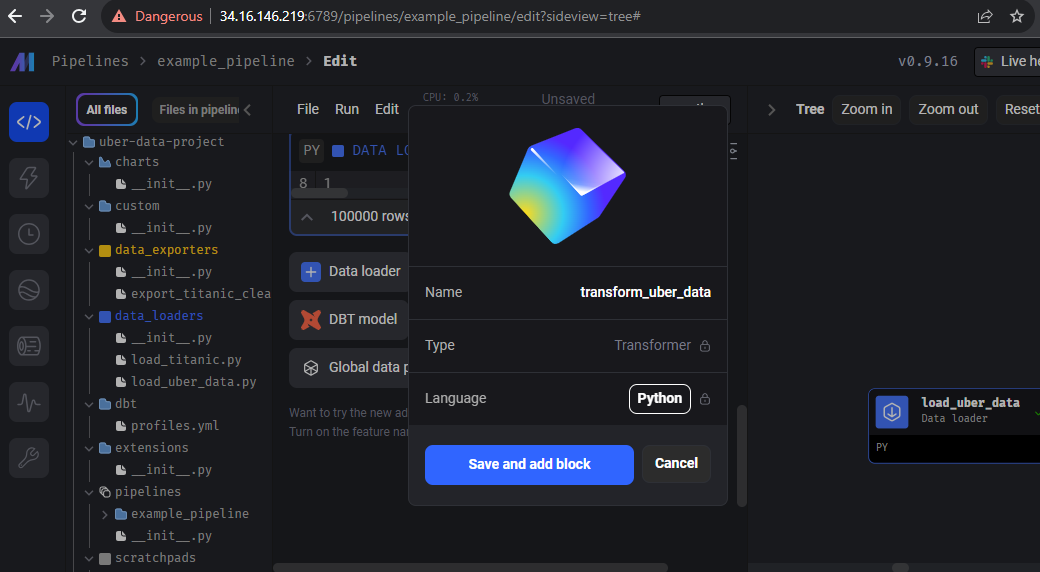 Dangerous
34.16.146.219:6789/pipelines/example_pipeline/edit?sideview=tree#
Pipelines > example_pipeline > Edit
v0.9.16
Live he
All files
Files in pipelin
File Run Edit
CPU: 0.2%
Unsaved
Tree
Zoom in
Zoom out
Reset
uber-data-project
charts
__init__.py
custom
__init__.py
data_exporters
__init__.py
export_titanic_clea
data_loaders
__init__.py
load_titanic.py
load_uber_data.py
dbt
profiles.yml
extensions
__init__.py
pipelines
example_pipeline
__init__.py
scratchpads
PY DATA LO
8 1
100000 rows
Data loader
DBT model
Global data p
Want to try the new ad
Turn on the feature nam
Name transform_uber_data
Type Transformer
Language Python
Save and add block
Cancel
load_uber_data
Data loader
PY